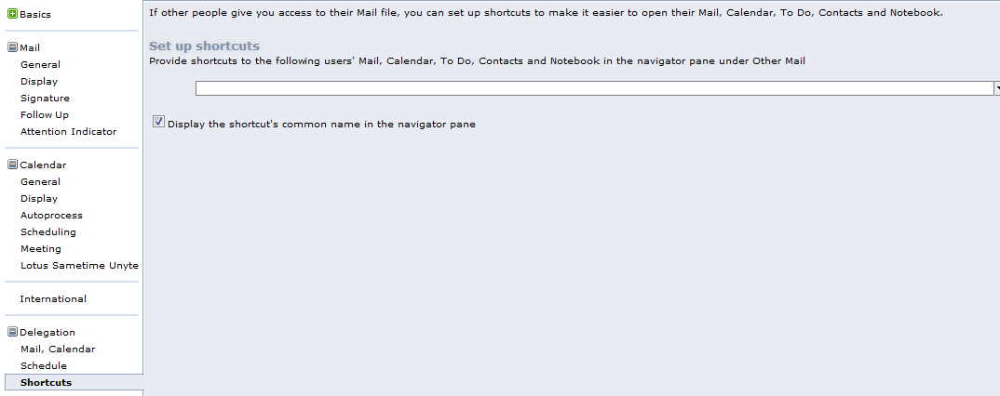 Basics
Mail
General
Display
Signature
Follow Up
Attention Indicator
Calendar
General
Display
Autoprocess
Scheduling
Meeting
Lotus Sametime Unyte
International
Delegation
Mail, Calendar
Schedule
Shortcuts
If other people give you access to their Mail file, you can set up shortcuts to make it easier to open their Mail, Calendar, To Do, Contacts and Notebook.
Set up shortcuts
Provide shortcuts to the following users' Mail, Calendar, To Do, Contacts and Notebook in the navigator pane under Other Mail
Display the shortcut's common name in the navigator pane